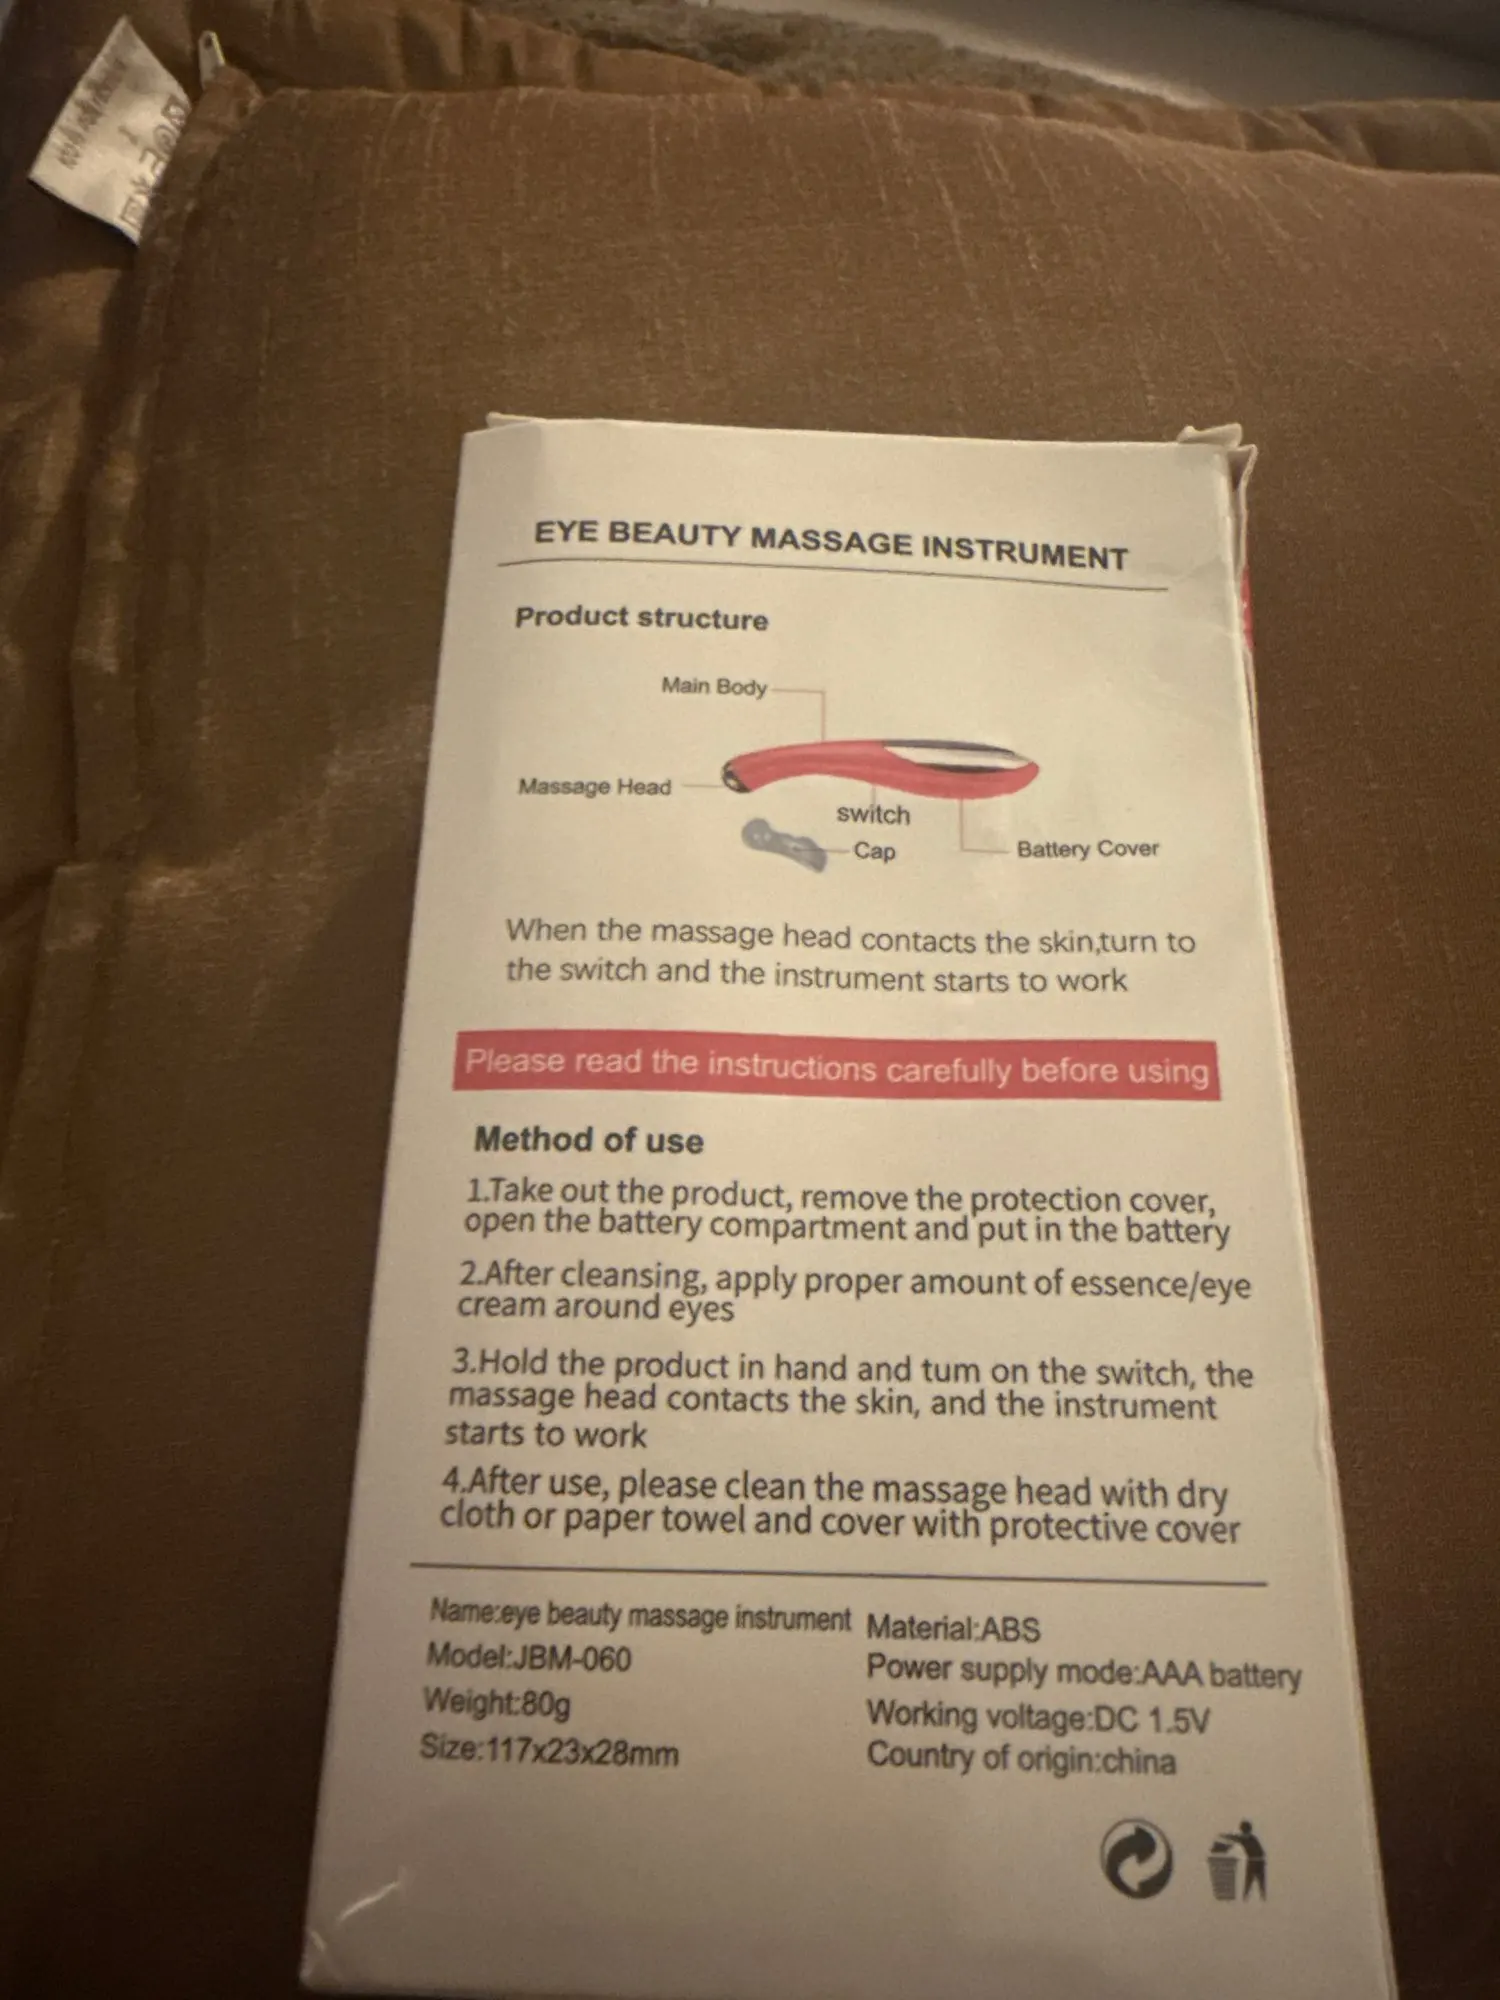 EYE BEAUTY MASSAGE INSTRUMENT
Product structure
Main Body
Massage Head
switch
Cap
Battery Cover
When the massage head contacts the skin,turn to
the switch and the instrument starts to work
Please read the instructions carefully before using
Method of use
1.Take out the product, remove the protection cover,
open the battery compartment and put in the battery
2.After cleansing, apply proper amount of essence/eye
cream around eyes
3.Hold the product in hand and tum on the switch, the
massage head contacts the skin, and the instrument
starts to work
4.After use, please clean the massage head with dry
cloth or paper towel and cover with protective cover
Name:eye beauty massage instrument
Model:JBM-060
Weight:80g
Size:117x23x28mm
Material:ABS
Power supply mode:AAA battery
Working voltage:DC 1.5V
Country of origin:china